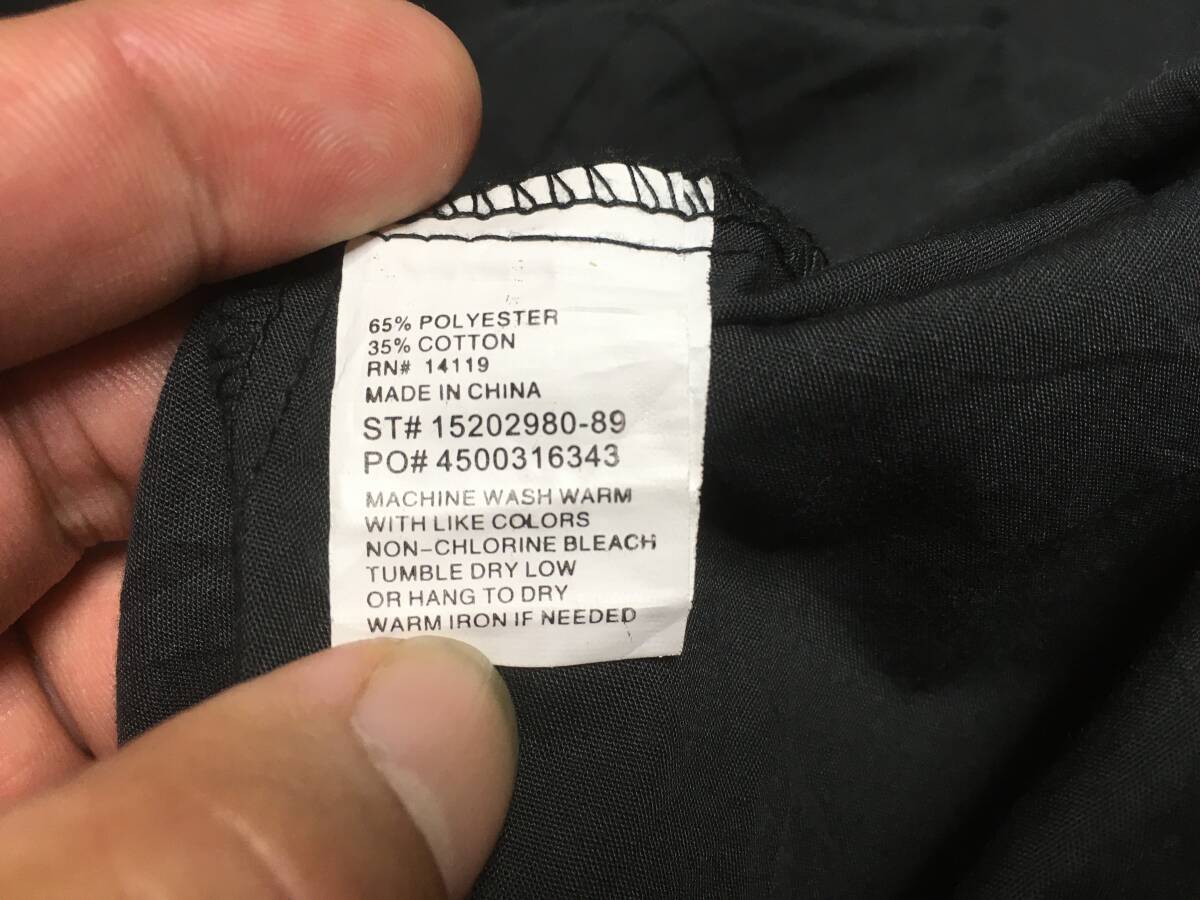 65% POLYESTER
35% COTTON
RN# 14119
MADE IN CHINA
ST# 15202980-89
PO# 4500316343
MACHINE WASH WARM
WITH LIKE COLORS
NON-CHLORINE BLEACH
TUMBLE DRY LOW
OR HANG TO DRY
WARM IRON IF NEEDED